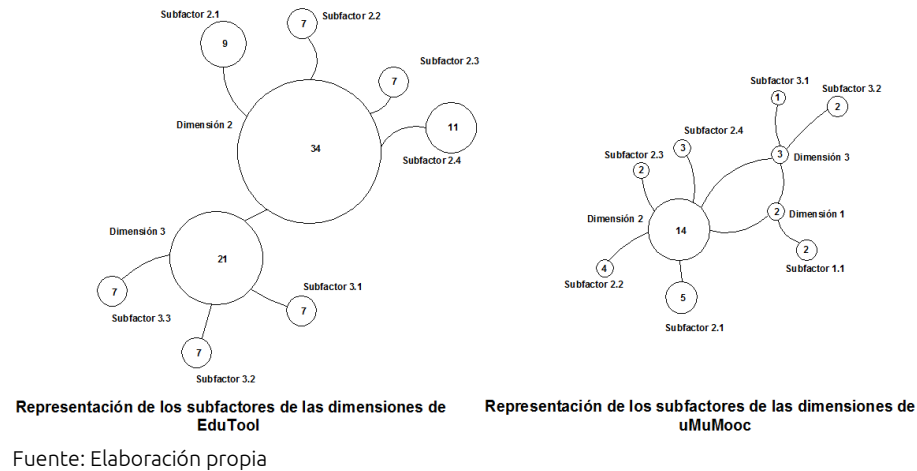 Subfactor 2.1
9
7
Subfactor 2.2
7
Subfactor 2.3
Dimensión 2
34
11
Subfactor 2.4
Dimensión 3
21
7
Subfactor 3.3
7
Subfactor 3.1
7
Subfactor 3.2
Representación de los subfactores de las dimensiones de
EduTool
Subfactor 3.1
1
Subfactor 3.2
2
Subfactor 2.4
3
Subfactor 2.3
2
3
Dimensión 3
Dimensión 2
14
2
Dimensión 1
2
Subfactor 1.1
4
Subfactor 2.2
5
Subfactor 2.1
Representación de los subfactores de las dimensiones de
uMuMooc
Fuente: Elaboración propia